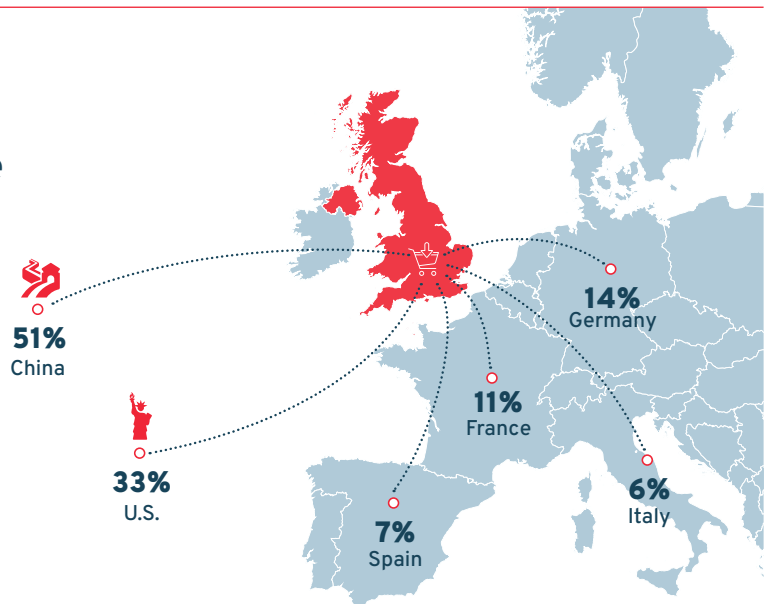 51%
China
33%
U.S.
14%
Germany
11%
France
7%
Spain
6%
Italy